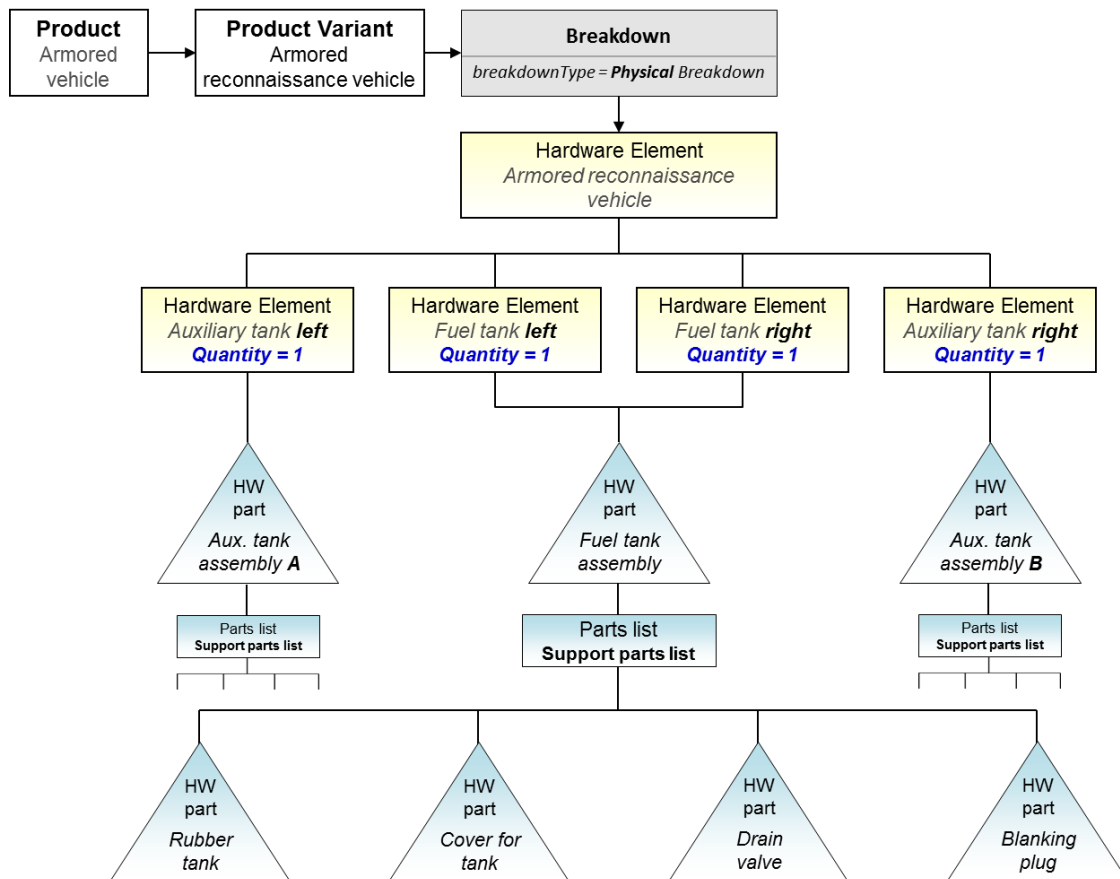 Product
Armored
vehicle
Product Variant
Armored
reconnaissance vehicle
Breakdown
breakdownType = Physical Breakdown
Hardware Element
Armored reconnaissance
vehicle
Hardware Element
Auxiliary tank left
Quantity = 1
Hardware Element
Fuel tank left
Quantity = 1
Hardware Element
Fuel tank right
Quantity = 1
Hardware Element
Auxiliary tank right
Quantity = 1
HW
part
Aux. tank
assembly A
HW
part
Fuel tank
assembly
HW
part
Aux. tank
assembly B
Parts list
Support parts list
Parts list
Support parts list
Parts list
Support parts list
HW
part
Rubber
tank
HW
part
Cover for
tank
HW
part
Drain
valve
HW
part
Blanking
plug